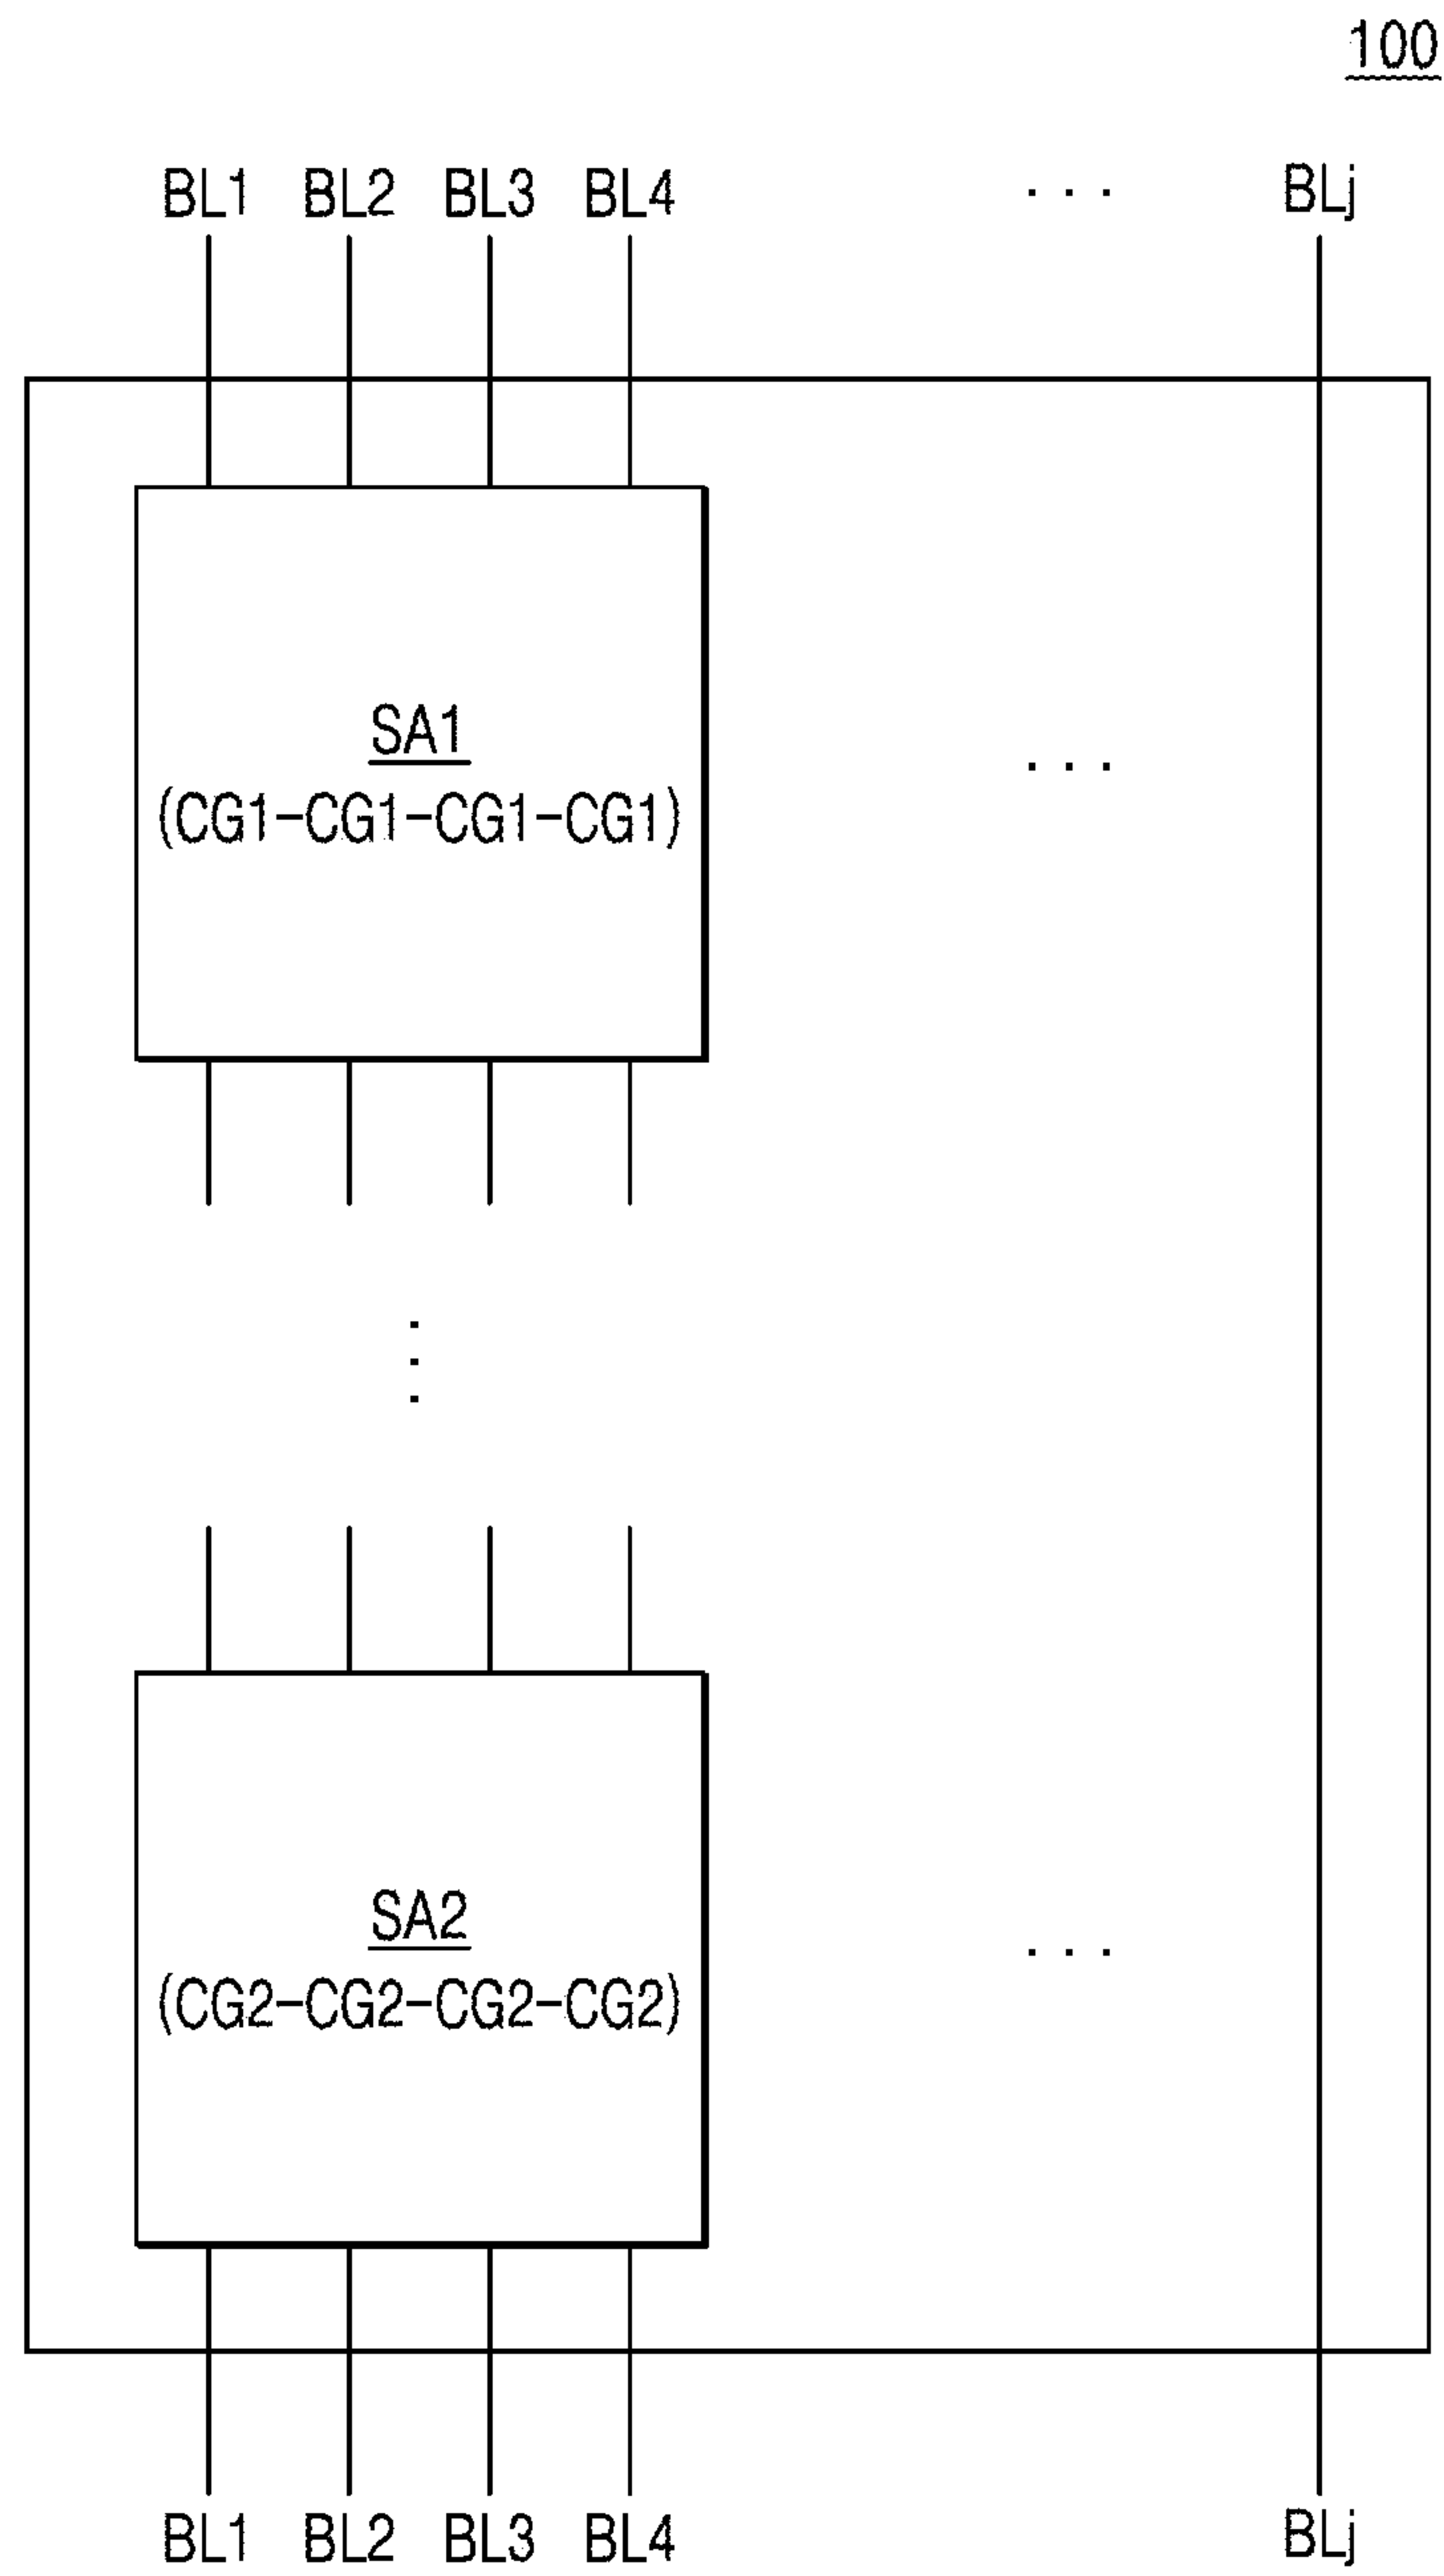 100
BL1 BL2 BL3 BL4 ... BLj
SA1
...
(CG1-CG1-CG1-CG1)
SA2
...
(CG2-CG2-CG2-CG2)
BL1 BL2 BL3 BL4 BLj